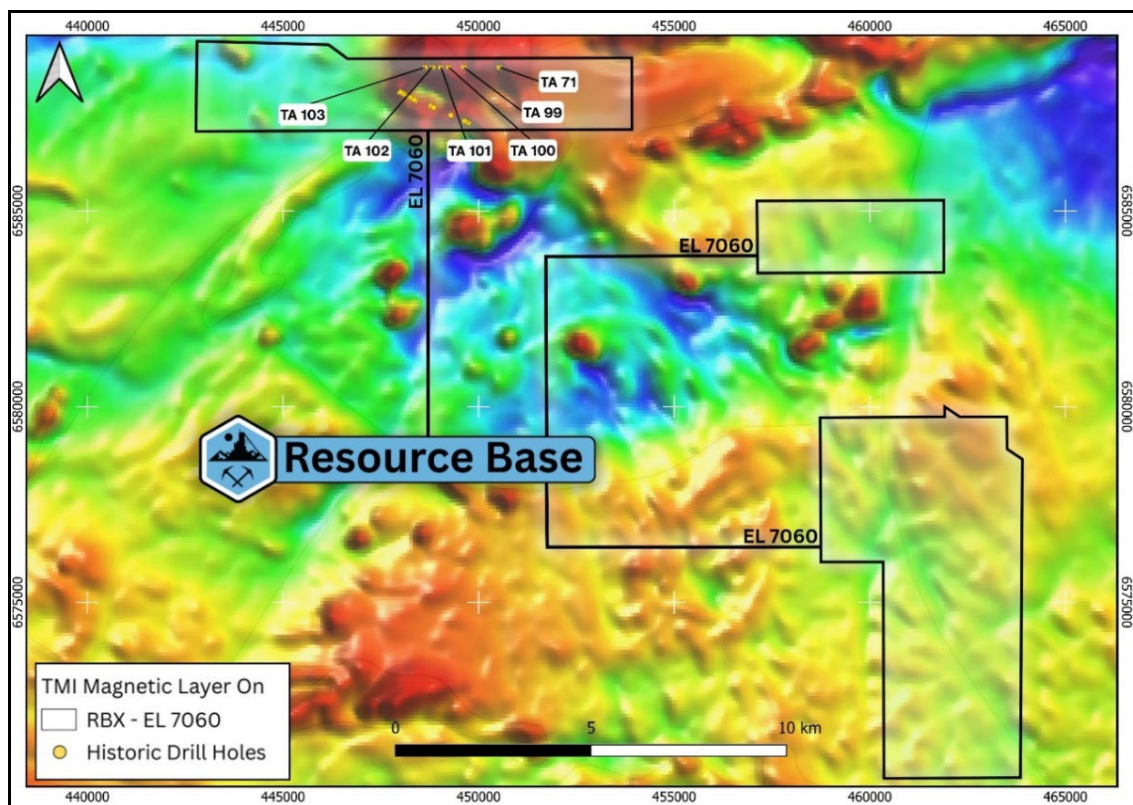 440000
445000
450000
455000
460000
465000
TA 71
TA 103
TA 99
TA 102
TA 101
TA 100
EL 7060
6585000
6585000
EL 7060
6580000
6580000
Resource Base
EL 7060
6575000
6575000
TMI Magnetic Layer On
RBX - EL 7060
Historic Drill Holes
0
5
10 km
440000
445000
450000
455000
460000
465000